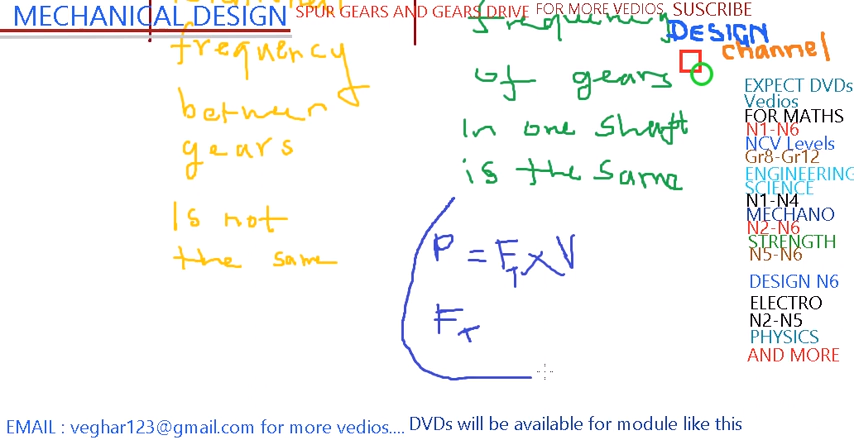 MECHANICAL DESIGN
SPUR GEARS AND GEARS DRIVE
FOR MORE VEDIOS SUSCRIBE
DESIGN
channel
frequency
between
gears
Is not
the same
frequency
of gears
In one shaft
is the same
P = FT × V
FT
EXPECT DVDs
Vedios
FOR MATHS
N1-N6
NCV Levels
Gr8-Gr12
ENGINEERING
SCIENCE
N1-N4
MECHANO
N2-N6
STRENGTH
N5-N6
DESIGN N6
ELECTRO
N2-N5
PHYSICS
AND MORE
EMAIL : veghar123@gmail.com for more vedios....
DVDs will be available for module like this